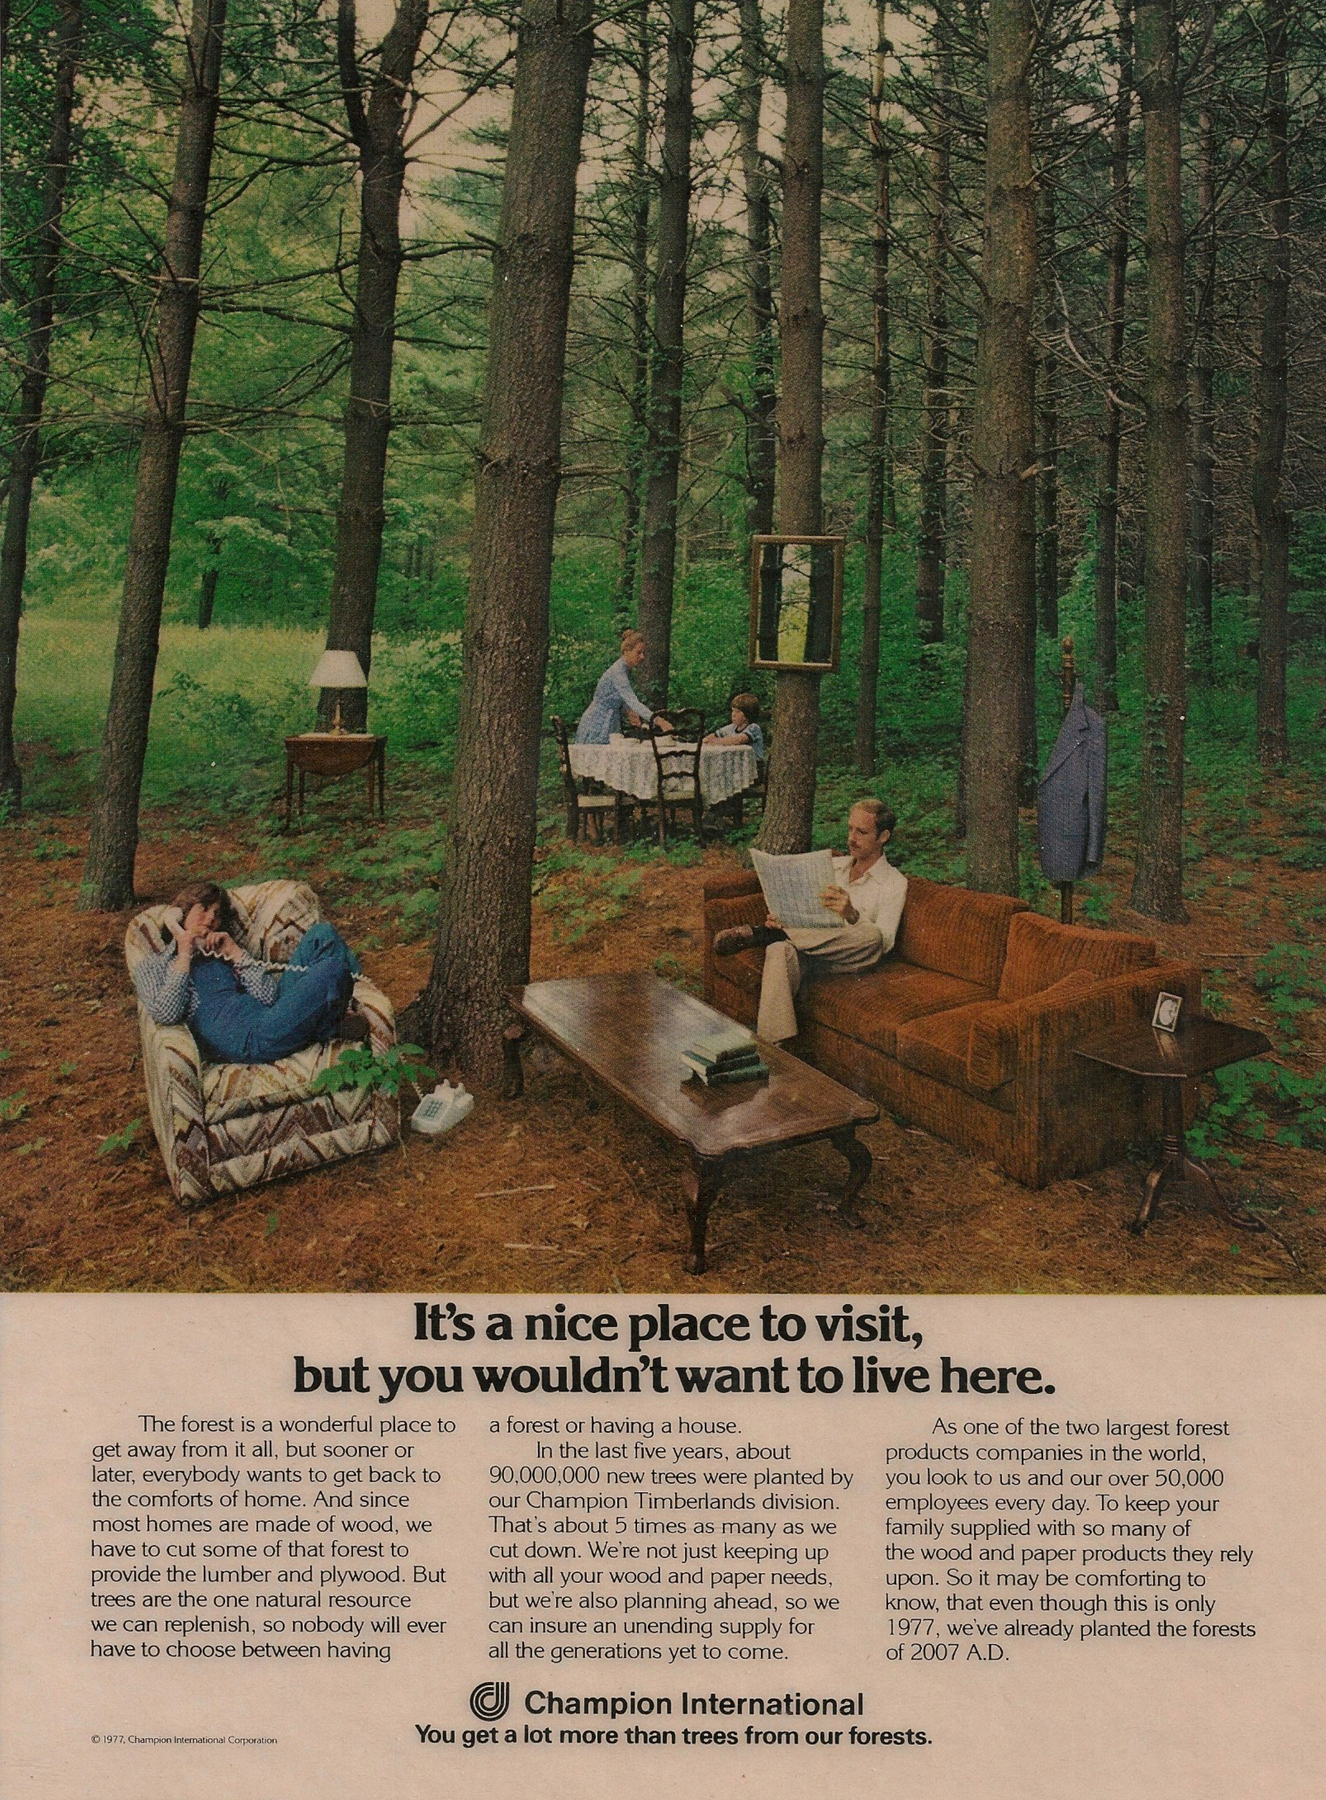 It's a nice place to visit,
but you wouldn't want to live here.
The forest is a wonderful place to
get away from it all, but sooner or
later, everybody wants to get back to
the comforts of home. And since
most homes are made of wood, we
have to cut some of that forest to
provide the lumber and plywood. But
trees are the one natural resource
we can replenish, so nobody will ever
have to choose between having
a forest or having a house.
In the last five years, about
90,000,000 new trees were planted by
our Champion Timberlands division.
That's about 5 times as many as we
cut down. We're not just keeping up
with all your wood and paper needs,
but we're also planning ahead, so we
can insure an unending supply for
all the generations yet to come.
As one of the two largest forest
products companies in the world,
you look to us and our over 50,000
employees every day. To keep your
family supplied with so many of
the wood and paper products they rely
upon. So it may be comforting to
know, that even though this is only
1977, we've already planted the forests
of 2007 A.D.
Champion International
You get a lot more than trees from our forests.
© 1977, Champion International Corporation